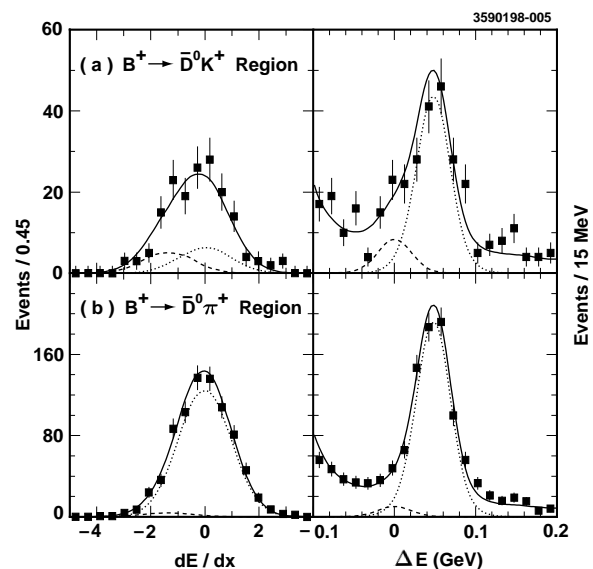 3590198-005
60
40
20
0
( a ) B⁺ → D̄⁰K⁺ Region
Events / 0.45
Events / 15 MeV
( b ) B⁺ → D̄⁰π⁺ Region
160
80
0
−4 −2 0 2 −0.1 0 0.1 0.2
dE / dx ΔE (GeV)